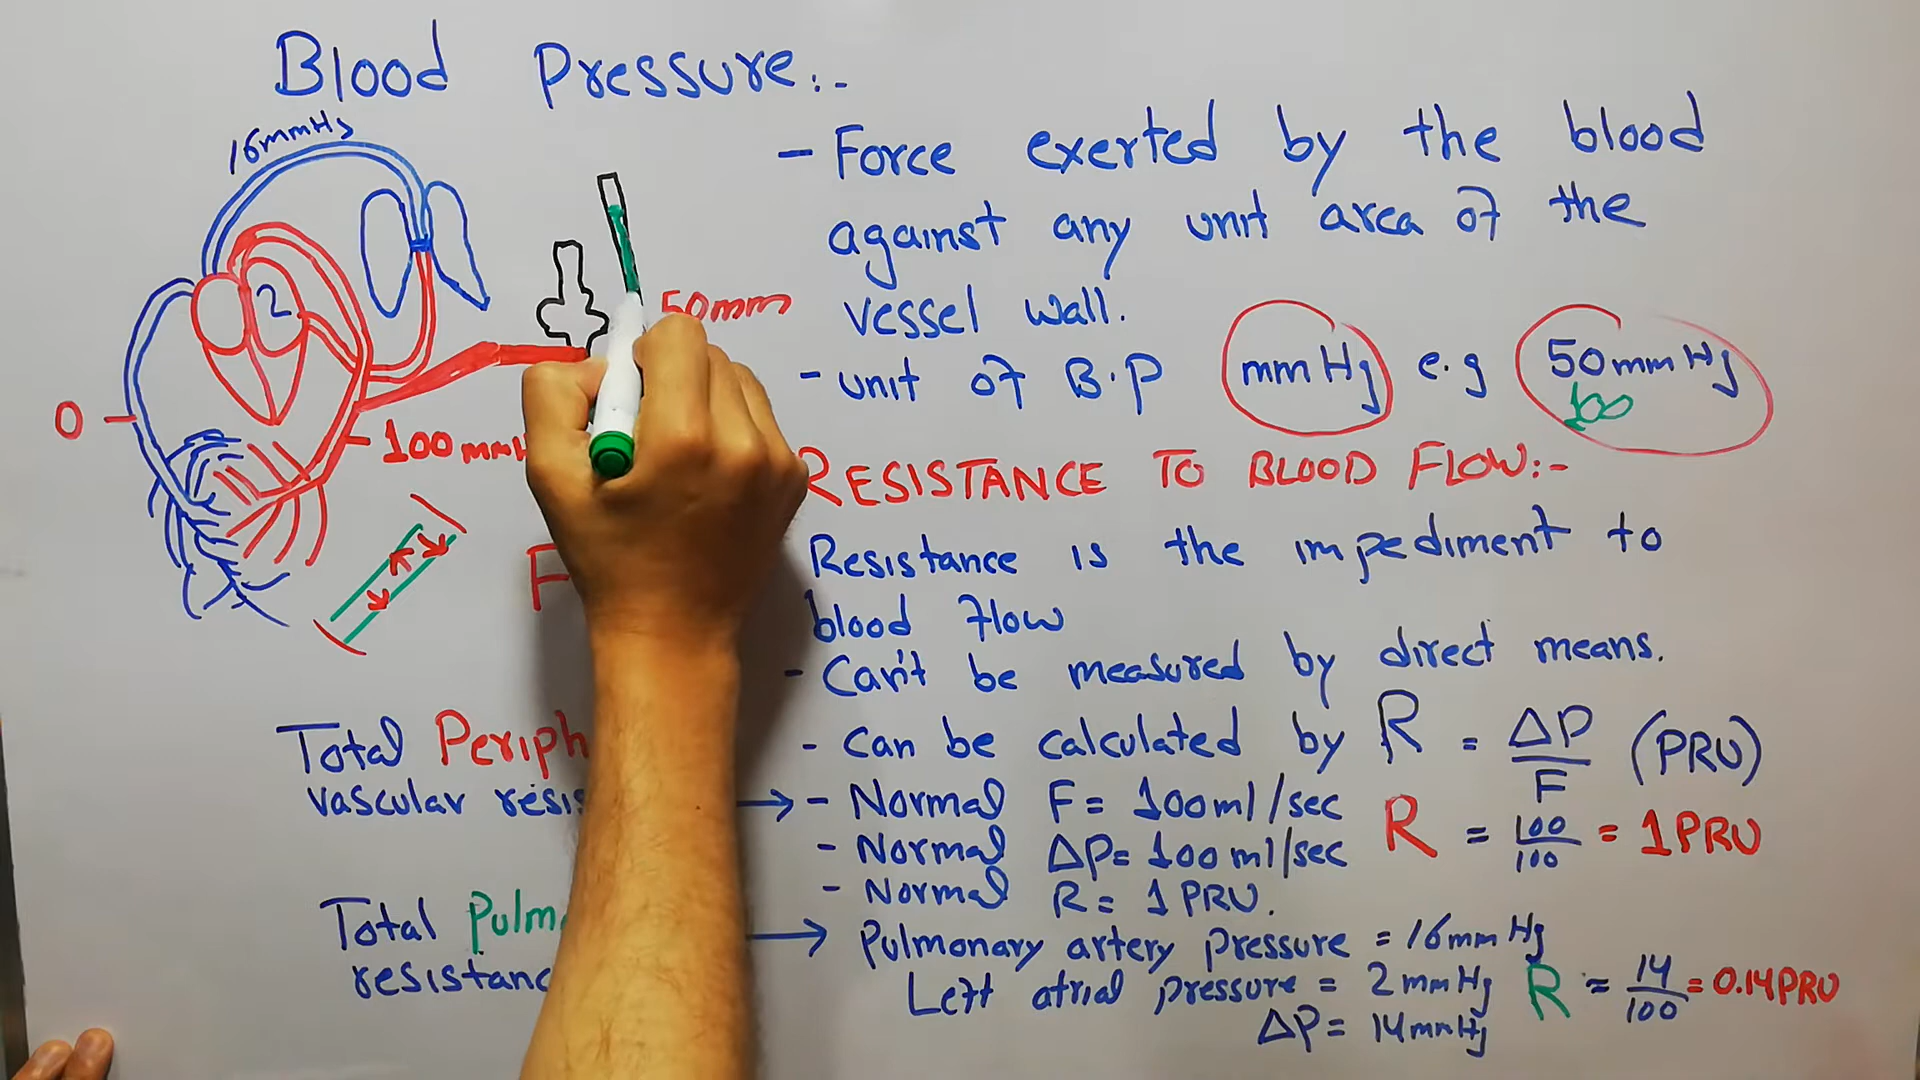 Blood Pressure:-
16mmHg
- Force exerted by the blood
against any unit area of the
vessel wall.
2
50mm
- unit of B.P mmHg e.g 50mmHg
100
0
100 mmH
RESISTANCE TO BLOOD FLOW:-
Resistance is the impediment to
blood flow
F
- Can't be measured by direct means.
- Can be calculated by R = ΔP/F (PRU)
Total Periph
vascular resis
- Normal F = 100ml/sec
- Normal ΔP= 100ml/sec
R = 100/100 = 1PRU
- Normal R= 1PRU.
Total Pulm
resistanc
Pulmonary artery pressure = 16mmHg
Left atrial pressure = 2mmHg
R ≈ 14/100 = 0.14PRU
ΔP= 14mmHg